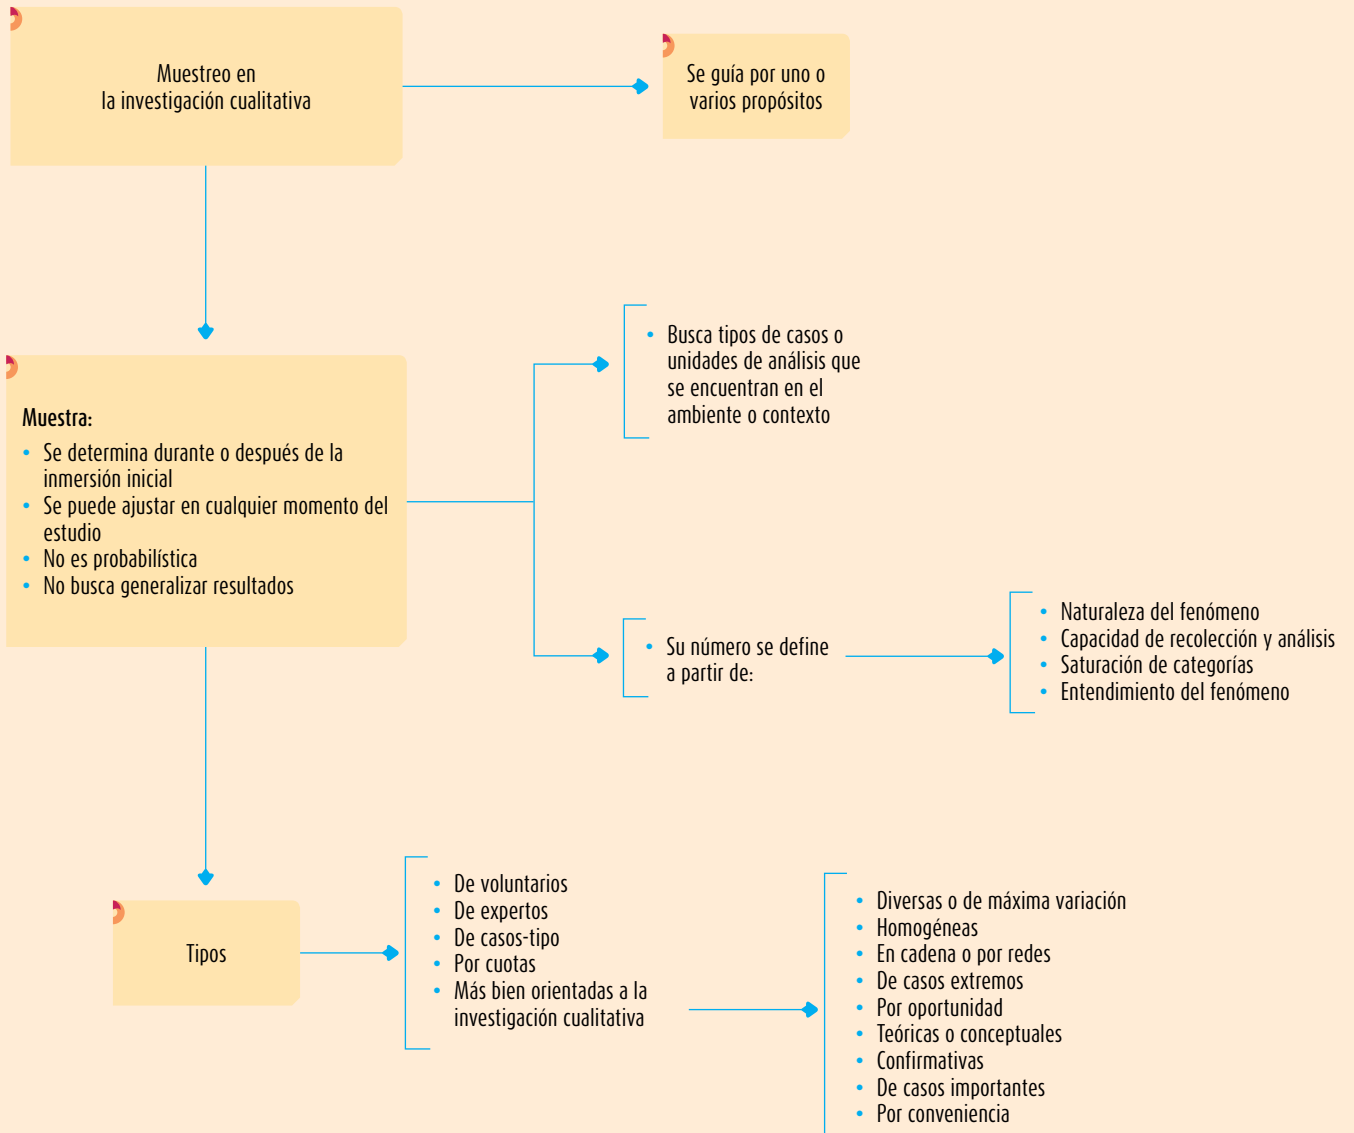 Muestreo en
la investigación cualitativa
Se guía por uno o
varios propósitos
Muestra:
• Se determina durante o después de la
inmersión inicial
• Se puede ajustar en cualquier momento del
estudio
• No es probabilística
• No busca generalizar resultados
• Busca tipos de casos o
unidades de análisis que
se encuentran en el
ambiente o contexto
• Su número se define
a partir de:
• Naturaleza del fenómeno
• Capacidad de recolección y análisis
• Saturación de categorías
• Entendimiento del fenómeno
Tipos
• De voluntarios
• De expertos
• De casos-tipo
• Por cuotas
• Más bien orientadas a la
investigación cualitativa
• Diversas o de máxima variación
• Homogéneas
• En cadena o por redes
• De casos extremos
• Por oportunidad
• Teóricas o conceptuales
• Confirmativas
• De casos importantes
• Por conveniencia